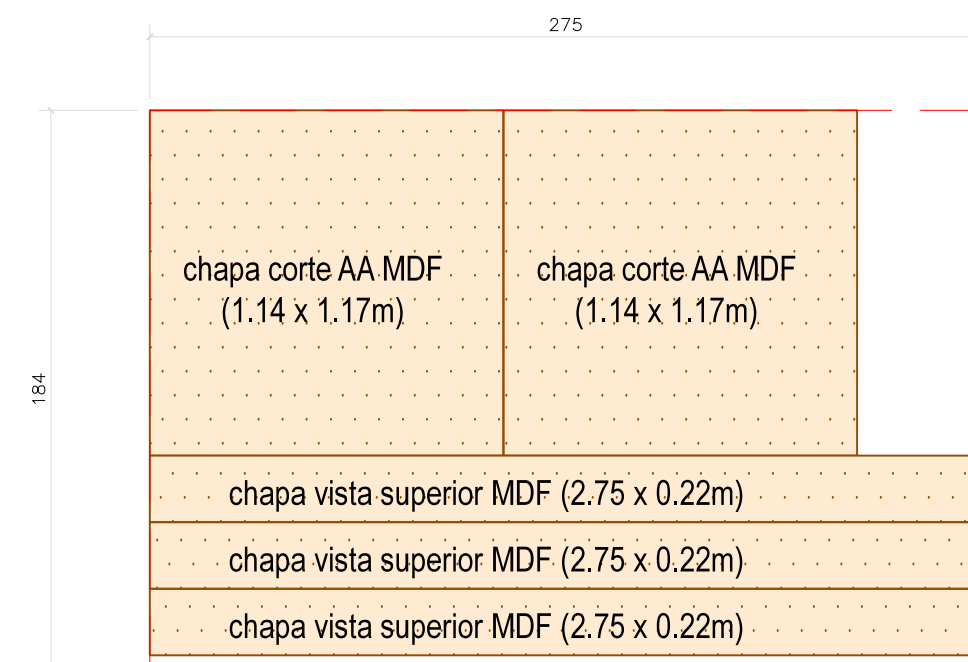 275
184
chapa corte AA MDF
(1.14 x 1.17m)
chapa corte AA MDF
(1.14 x 1.17m)
chapa vista superior MDF (2.75 x 0.22m)
chapa vista superior MDF (2.75 x 0.22m)
chapa vista superior MDF (2.75 x 0.22m)